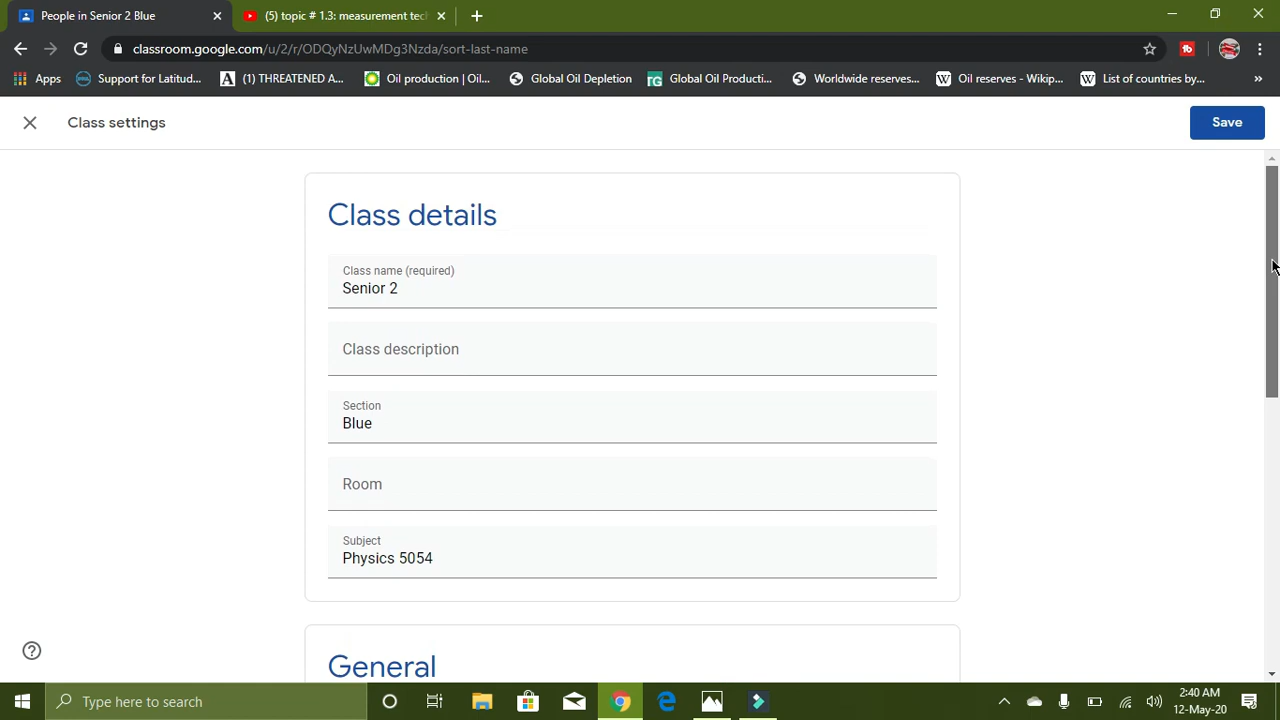 People in Senior 2 Blue
(5) topic # 1.3: measurement tec
classroom.google.com/u/2/r/ODQyNzUwMDg3Nzda/sort-last-name
Apps
Support for Latitud...
(1) THREATENED A...
Oil production | Oil...
Global Oil Depletion
Global Oil Producti...
Worldwide reserves...
Oil reserves - Wikip...
List of countries by...
Class settings
Save
Class details
Class name (required)
Senior 2
Class description
Section
Blue
Room
Subject
Physics 5054
General
Type here to search
2:40 AM
12-May-20